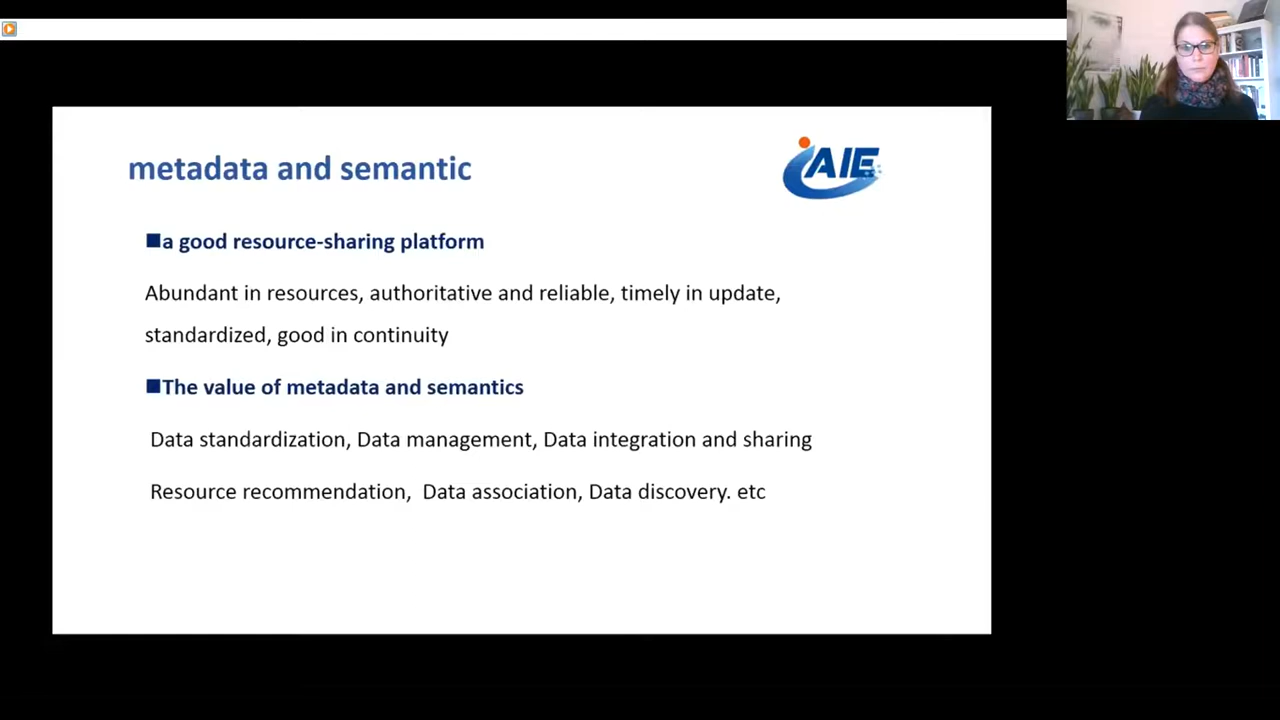 metadata and semantic
AIE
■a good resource-sharing platform
Abundant in resources, authoritative and reliable, timely in update,
standardized, good in continuity
■The value of metadata and semantics
Data standardization, Data management, Data integration and sharing
Resource recommendation,  Data association, Data discovery. etc